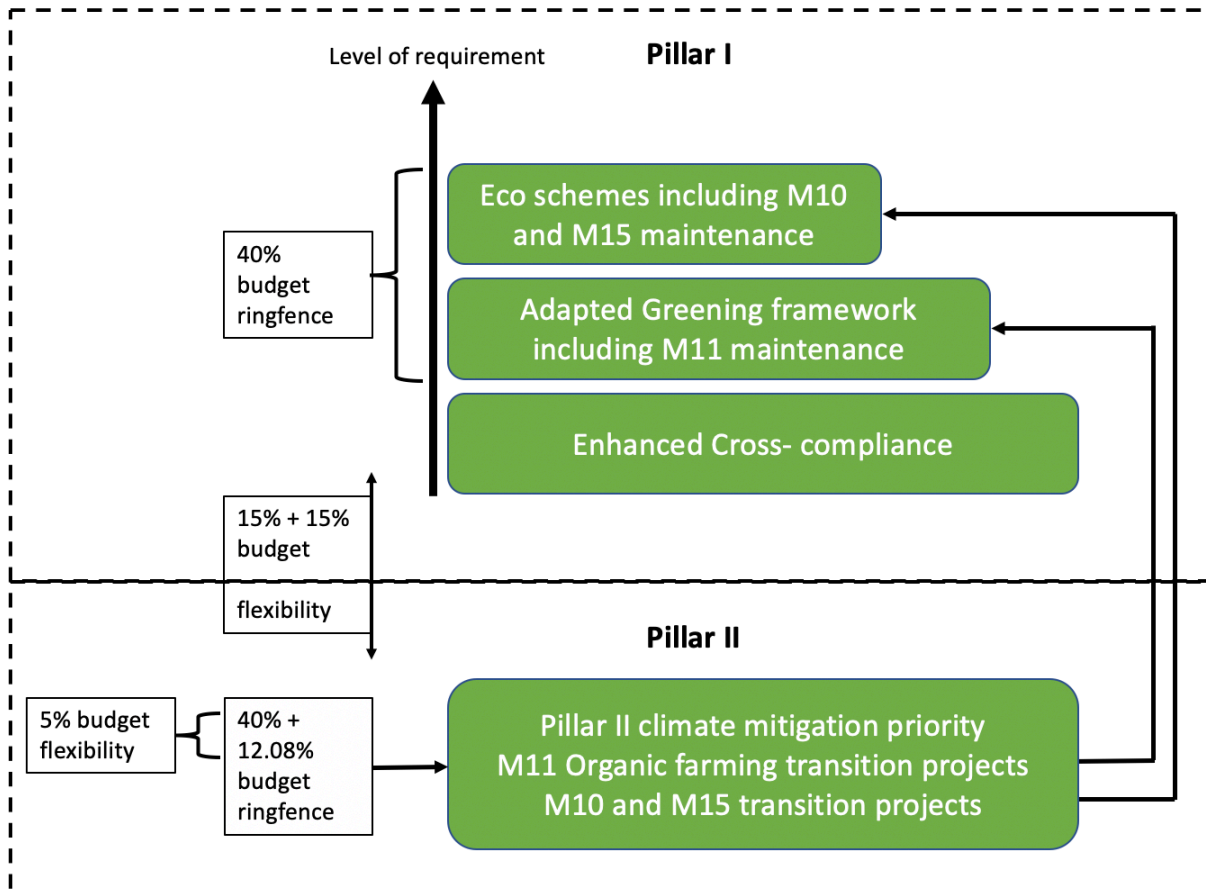 Pillar I
Level of requirement
Eco schemes including M10
and M15 maintenance
40%
budget
ringfence
Adapted Greening framework
including M11 maintenance
Enhanced Cross- compliance
15% + 15%
budget
flexibility
Pillar II
5% budget
flexibility
40% +
12.08%
budget
ringfence
Pillar II climate mitigation priority
M11 Organic farming transition projects
M10 and M15 transition projects